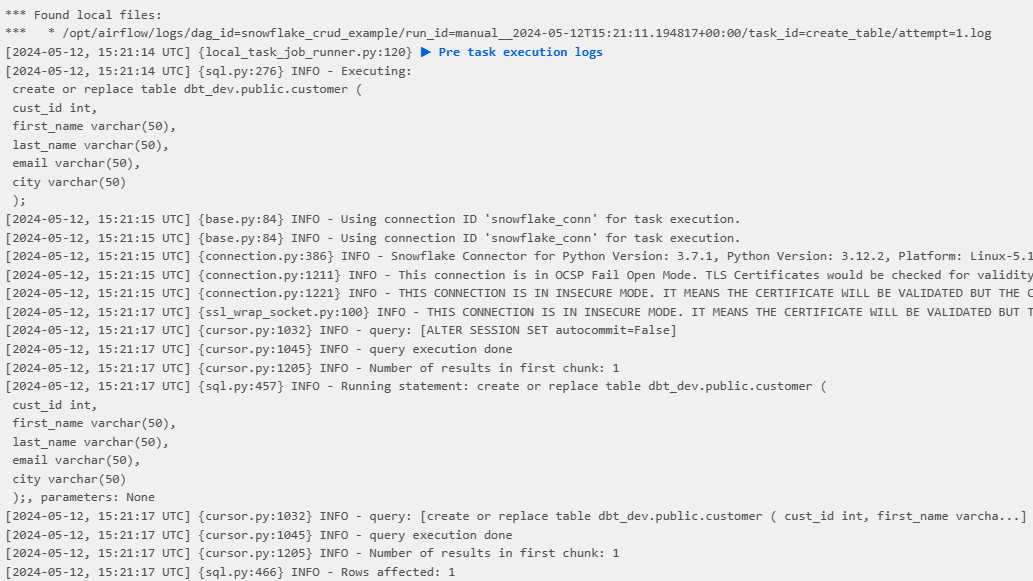 *** Found local files:
***   * /opt/airflow/logs/dag_id=snowflake_crud_example/run_id=manual__2024-05-12T15:21:11.194817+00:00/task_id=create_table/attempt=1.log
[2024-05-12, 15:21:14 UTC] {local_task_job_runner.py:120} ▶ Pre task execution logs
[2024-05-12, 15:21:14 UTC] {sql.py:276} INFO - Executing:
create or replace table dbt_dev.public.customer (
cust_id int,
first_name varchar(50),
last_name varchar(50),
email varchar(50),
city varchar(50)
);
[2024-05-12, 15:21:15 UTC] {base.py:84} INFO - Using connection ID 'snowflake_conn' for task execution.
[2024-05-12, 15:21:15 UTC] {base.py:84} INFO - Using connection ID 'snowflake_conn' for task execution.
[2024-05-12, 15:21:15 UTC] {connection.py:386} INFO - Snowflake Connector for Python Version: 3.7.1, Python Version: 3.12.2, Platform: Linux-5.1
[2024-05-12, 15:21:15 UTC] {connection.py:1211} INFO - This connection is in OCSP Fail Open Mode. TLS Certificates would be checked for validity
[2024-05-12, 15:21:15 UTC] {connection.py:1221} INFO - THIS CONNECTION IS IN INSECURE MODE. IT MEANS THE CERTIFICATE WILL BE VALIDATED BUT THE C
[2024-05-12, 15:21:15 UTC] {ssl_wrap_socket.py:100} INFO - THIS CONNECTION IS IN INSECURE MODE. IT MEANS THE CERTIFICATE WILL BE VALIDATED BUT T
[2024-05-12, 15:21:17 UTC] {cursor.py:1032} INFO - query: [ALTER SESSION SET autocommit=False]
[2024-05-12, 15:21:17 UTC] {cursor.py:1045} INFO - query execution done
[2024-05-12, 15:21:17 UTC] {cursor.py:1205} INFO - Number of results in first chunk: 1
[2024-05-12, 15:21:17 UTC] {sql.py:457} INFO - Running statement: create or replace table dbt_dev.public.customer (
cust_id int,
first_name varchar(50),
last_name varchar(50),
email varchar(50),
city varchar(50)
);, parameters: None
[2024-05-12, 15:21:17 UTC] {cursor.py:1032} INFO - query: [create or replace table dbt_dev.public.customer ( cust_id int, first_name varcha...]
[2024-05-12, 15:21:17 UTC] {cursor.py:1045} INFO - query execution done
[2024-05-12, 15:21:17 UTC] {cursor.py:1205} INFO - Number of results in first chunk: 1
[2024-05-12, 15:21:17 UTC] {sql.py:466} INFO - Rows affected: 1